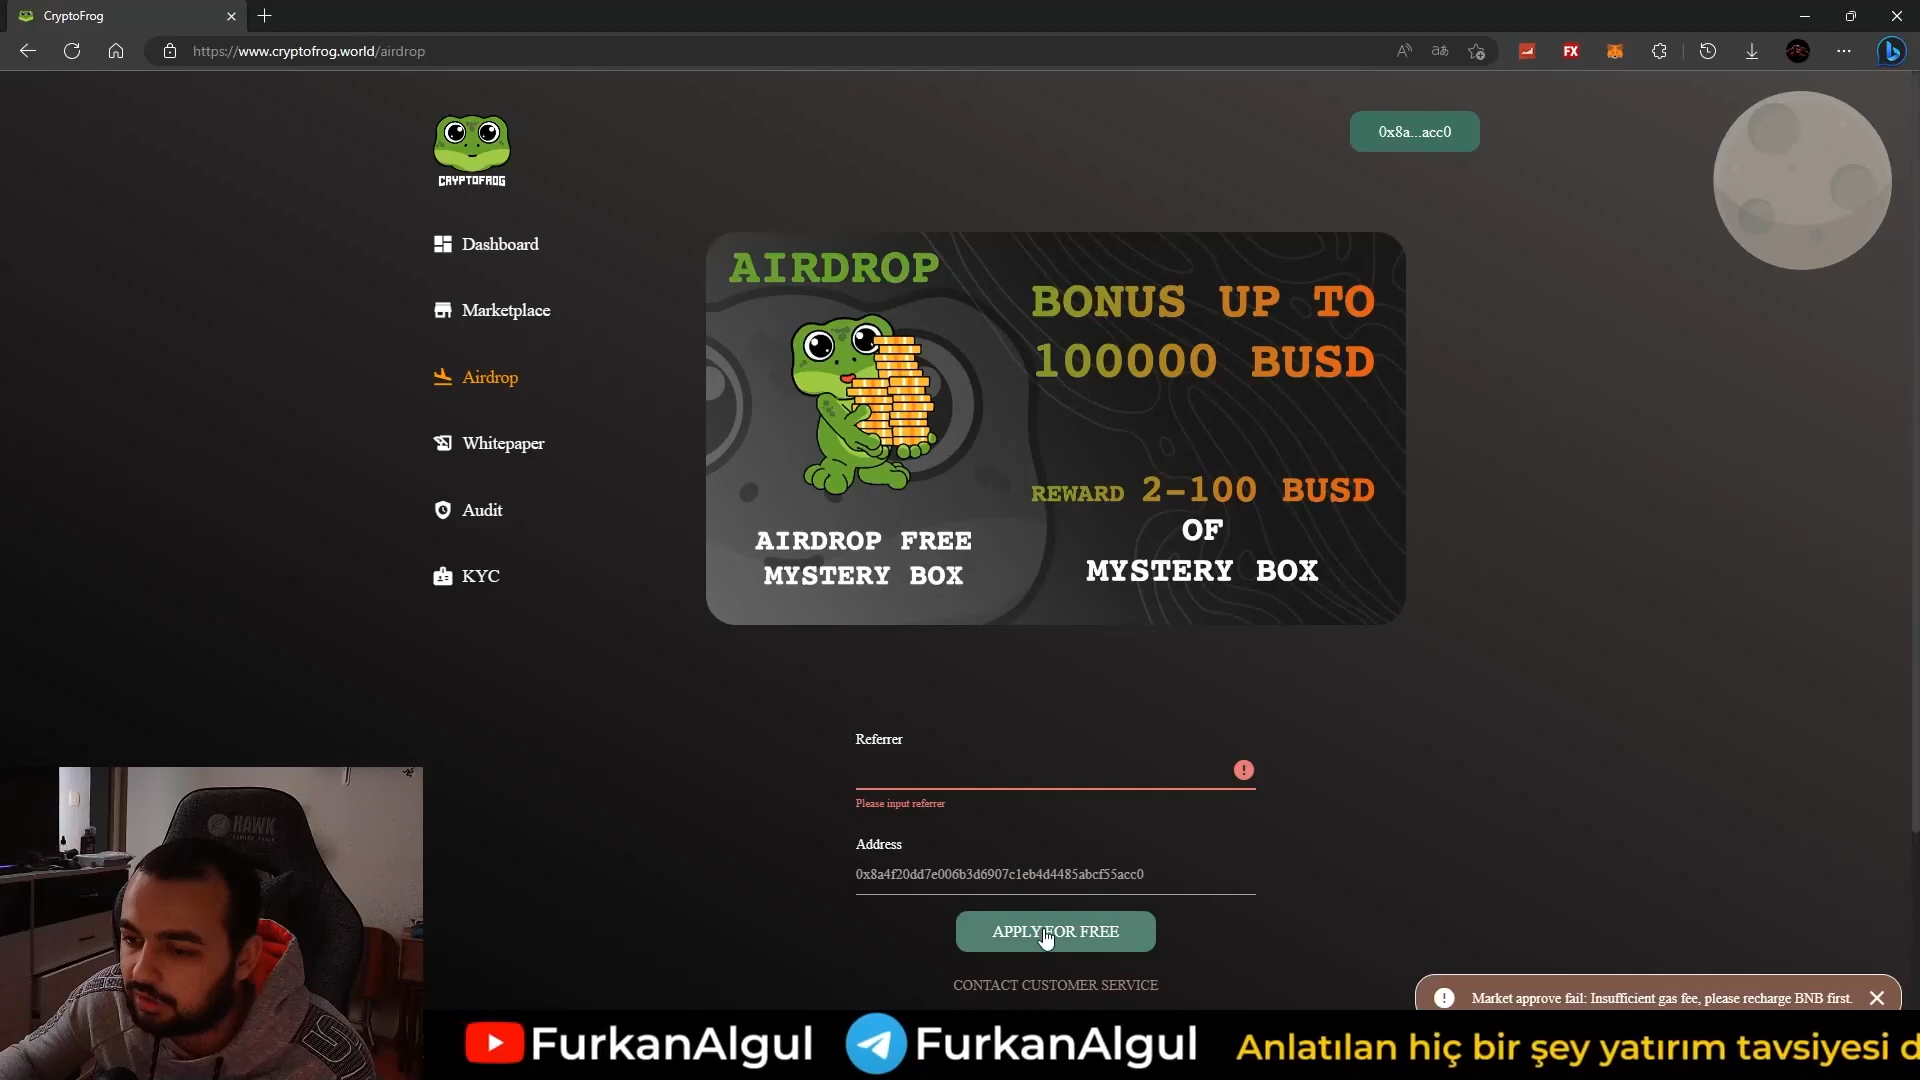 CryptoFrog
https://www.cryptofrog.world/airdrop
FX
CRYPTOFROG
0x8a...acc0
Dashboard
Marketplace
Airdrop
Whitepaper
Audit
KYC
AIRDROP
BONUS UP TO
100000 BUSD
REWARD 2-100 BUSD
OF
MYSTERY BOX
AIRDROP FREE
MYSTERY BOX
Referrer
Please input referrer
Address
0x8a4f20dd7e006b3d6907c1eb4d4485abcf55acc0
APPLY FOR FREE
CONTACT CUSTOMER SERVICE
Market approve fail: Insufficient gas fee, please recharge BNB first.
HAWK
FurkanAlgul
FurkanAlgul
Anlatılan hiç bir şey yatırım tavsiyesi d